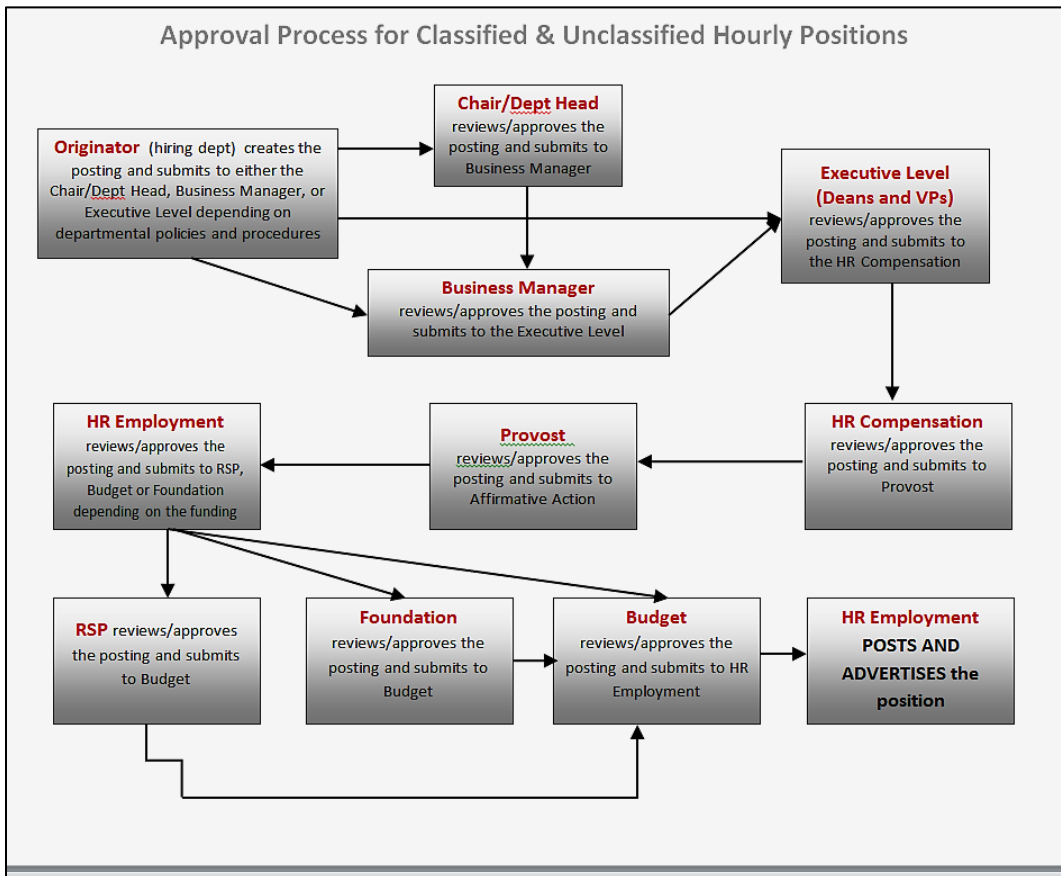 Approval Process for Classified & Unclassified Hourly Positions
Chair/Dept Head
reviews/approves the
posting and submits to
Business Manager
Originator (hiring dept) creates the
posting and submits to either the
Chair/Dept Head, Business Manager, or
Executive Level depending on
departmental policies and procedures
Executive Level
(Deans and VPs)
reviews/approves the
posting and submits to
the HR Compensation
Business Manager
reviews/approves the posting and
submits to the Executive Level
HR Employment
reviews/approves the
posting and submits to RSP,
Budget or Foundation
depending on the funding
Provost
reviews/approves the
posting and submits to
Affirmative Action
HR Compensation
reviews/approves the
posting and submits to
Provost
RSP reviews/approves
the posting and submits
to Budget
Foundation
reviews/approves the
posting and submits to
Budget
Budget
reviews/approves the
posting and submits to HR
Employment
HR Employment
POSTS AND
ADVERTISES the
position